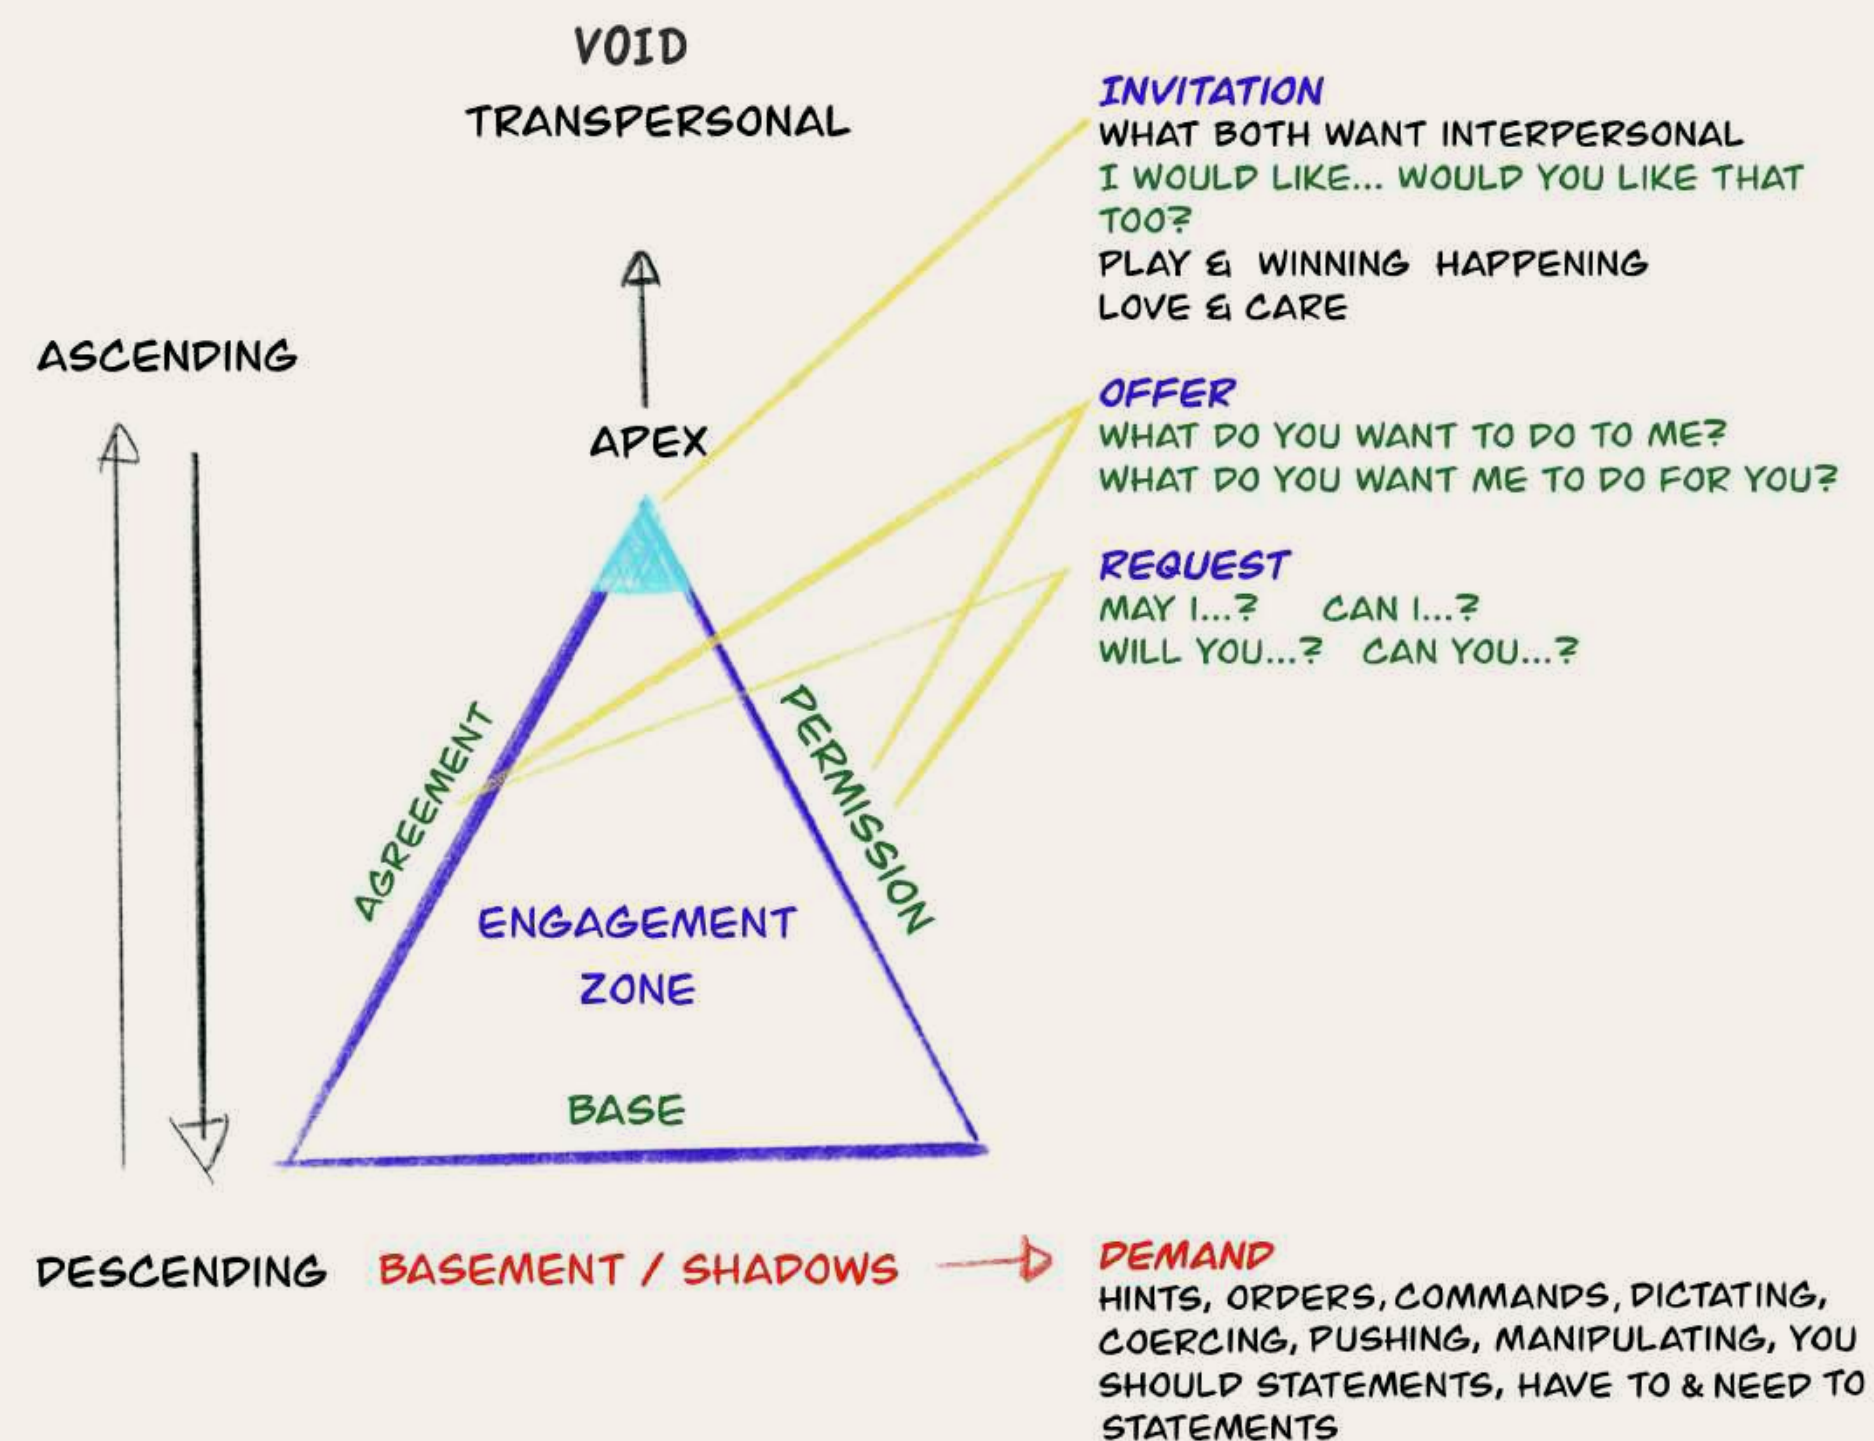 VOID
TRANSPERSONAL
ASCENDING
APEX
AGREEMENT
PERMISSION
ENGAGEMENT
ZONE
BASE
DESCENDING
BASEMENT / SHADOWS
INVITATION
WHAT BOTH WANT INTERPERSONAL
I WOULD LIKE... WOULD YOU LIKE THAT
TOO?
PLAY & WINNING HAPPENING
LOVE & CARE
OFFER
WHAT DO YOU WANT TO DO TO ME?
WHAT DO YOU WANT ME TO DO FOR YOU?
REQUEST
MAY I...? CAN I...?
WILL YOU...? CAN YOU...?
DEMAND
HINTS, ORDERS, COMMANDS, DICTATING,
COERCING, PUSHING, MANIPULATING, YOU
SHOULD STATEMENTS, HAVE TO & NEED TO
STATEMENTS